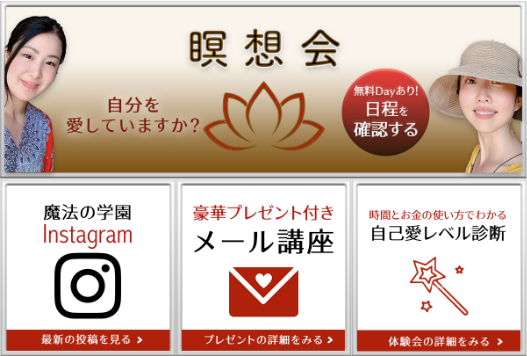 瞑想会
自分を
愛していますか？
無料Dayあり！
日程を
確認する
魔法の学園
Instagram
最新の投稿を見る >
豪華プレゼント付き
メール講座
プレゼントの詳細をみる >
時間とお金の使い方でわかる
自己愛レベル診断
体験会の詳細をみる >